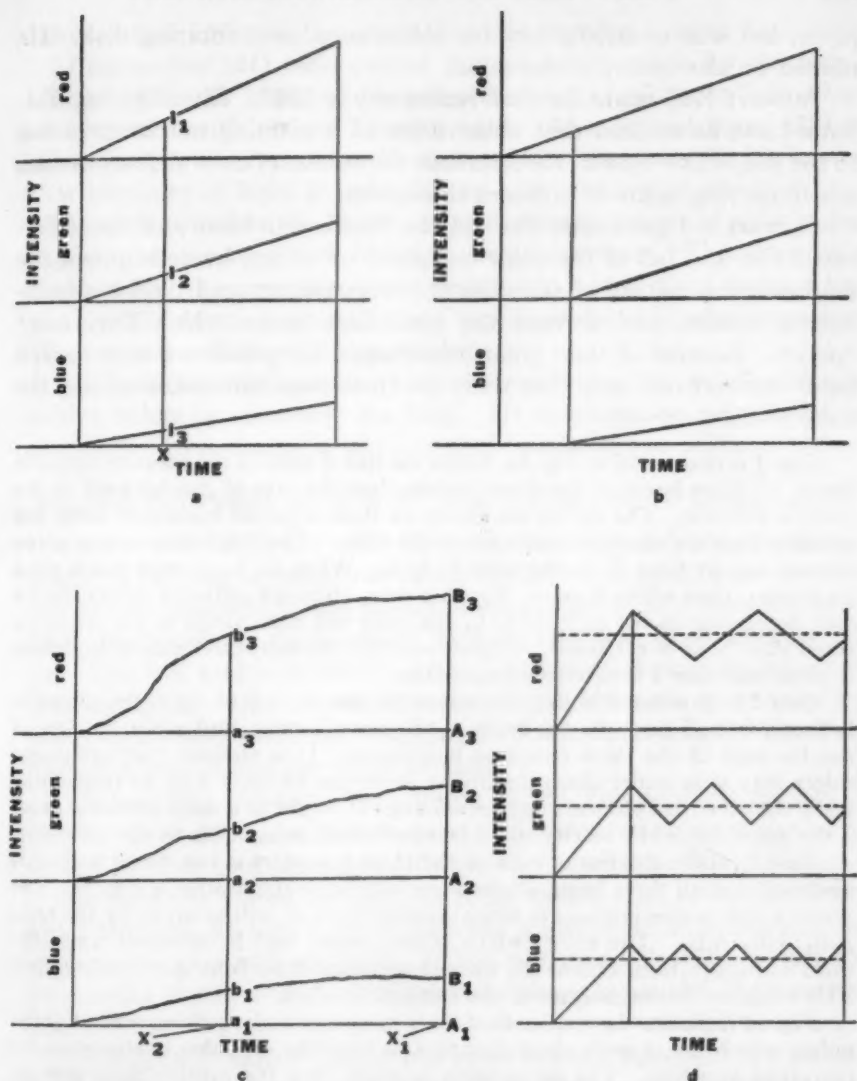 red
I1
INTENSITY
green
I2
blue
I3
X
TIME
a
red
INTENSITY
green
blue
TIME
b
red
b3
B3
a3
A3
INTENSITY
green
b2
B2
a2
A2
blue
b1
B1
a1
A1
X2
TIME
X1
c
red
INTENSITY
green
blue
TIME
d